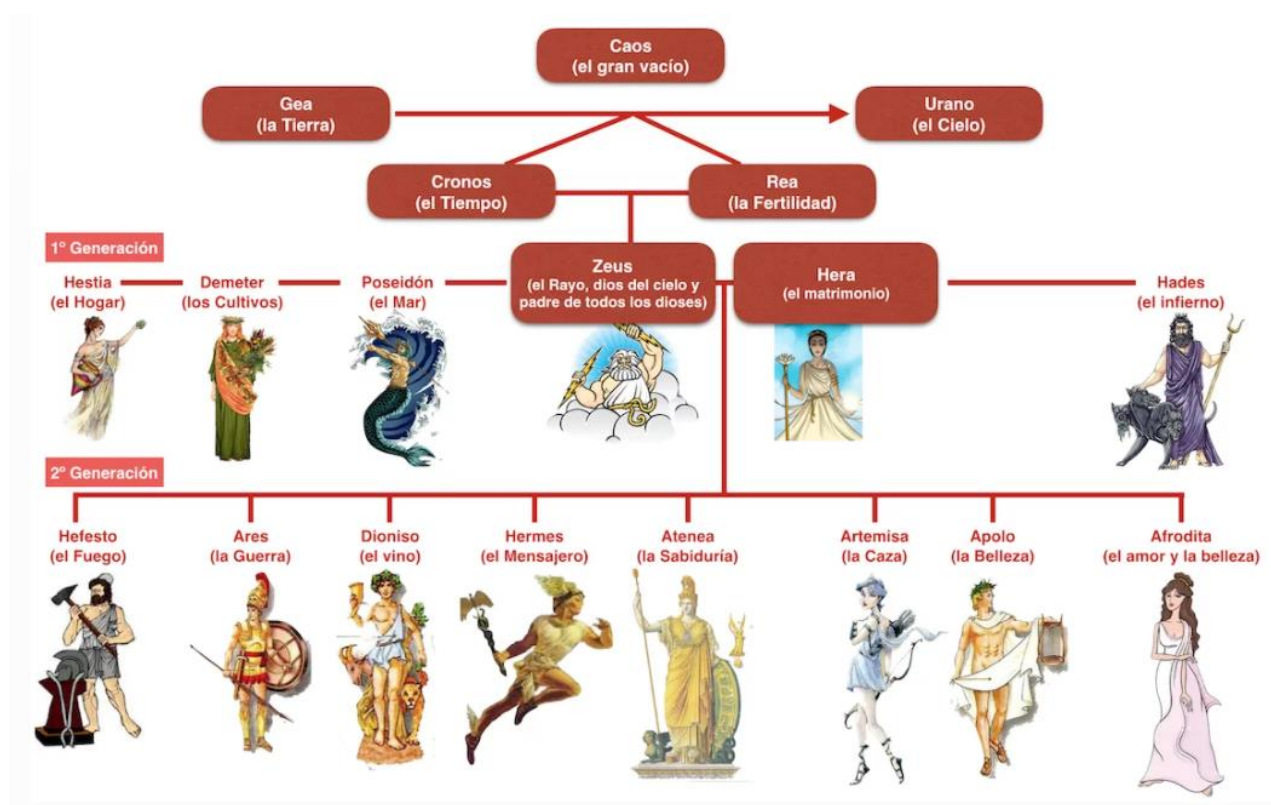 Caos
(el gran vacío)
Gea
(la Tierra)
Urano
(el Cielo)
Cronos
(el Tiempo)
Rea
(la Fertilidad)
1º Generación
Hestia
(el Hogar)
Demeter
(los Cultivos)
Poseidón
(el Mar)
Zeus
(el Rayo, dios del cielo y
padre de todos los dioses)
Hera
(el matrimonio)
Hades
(el infierno)
2º Generación
Hefesto
(el Fuego)
Ares
(la Guerra)
Dioniso
(el vino)
Hermes
(el Mensajero)
Atenea
(la Sabiduría)
Artemisa
(la Caza)
Apolo
(la Belleza)
Afrodita
(el amor y la belleza)